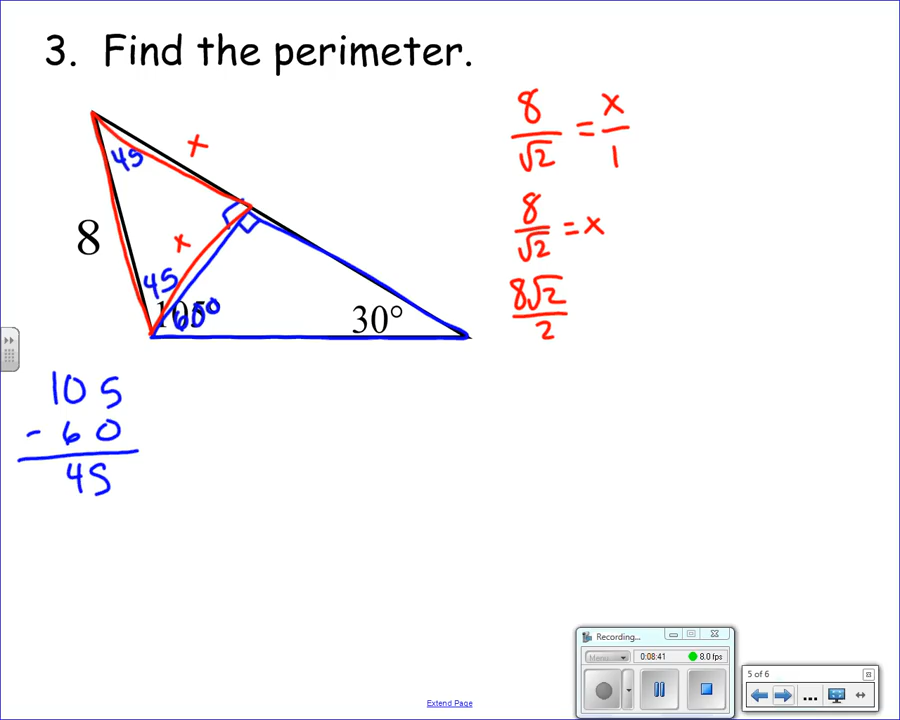 3. Find the perimeter.
8
45
x
x
45
105
60°
30°
8/√2 = x/1
8/√2 = x
8√2/2
105
- 60
45
Recording...
Menu
0:08:41
8.0 fps
5 of 6
...
Extend Page